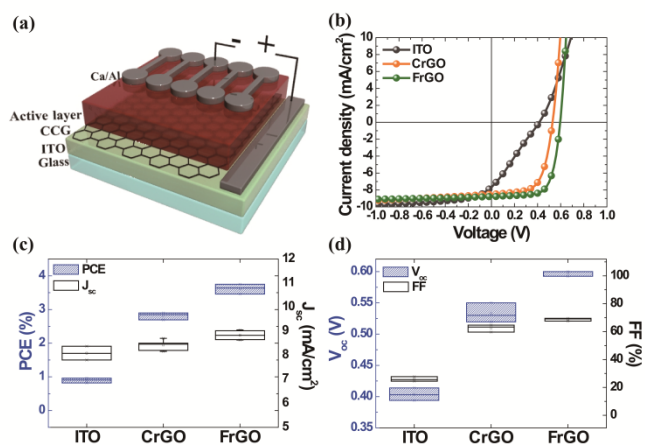 (a)
- +
Ca/Al
Active layer
CCG
ITO
Glass
(b)
Current density (mA/cm²)
10
8
6
4
2
0
-2
-4
-6
-8
-10
ITO
CrGO
FrGO
-1.0 -0.8 -0.6 -0.4 -0.2 0.0 0.2 0.4 0.6 0.8 1.0
Voltage (V)
(c)
PCE (%)
4
3
2
1
0
PCE
Jsc
ITO CrGO FrGO
11
10
9
8
7
6
5
Jsc (mA/cm²)
(d)
Voc (V)
0.60
0.55
0.50
0.45
0.40
0.35
Voc
FF
ITO CrGO FrGO
100
80
60
40
20
0
FF (%)